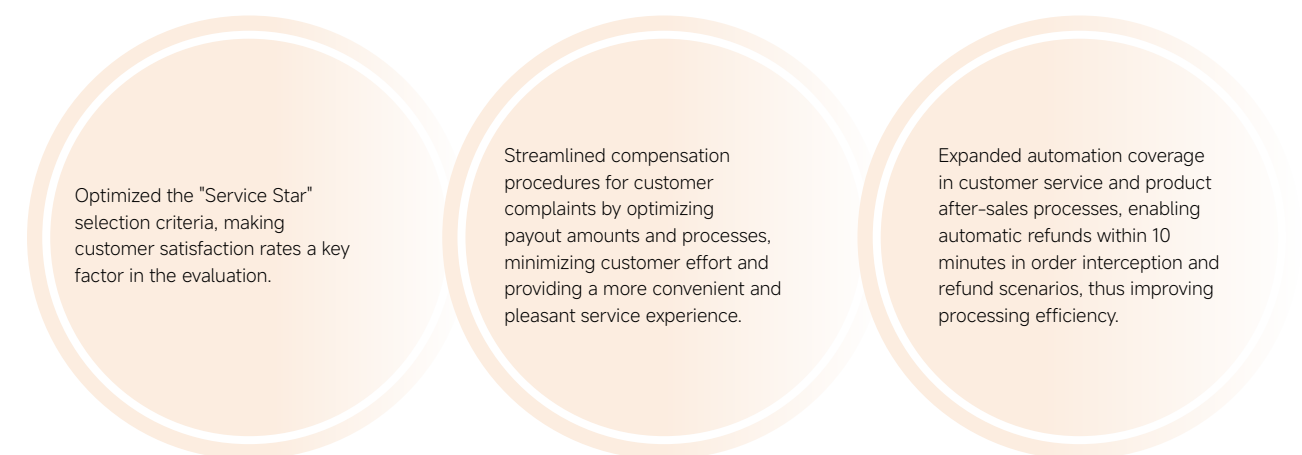 Optimized the "Service Star"
selection criteria, making
customer satisfaction rates a key
factor in the evaluation.
Streamlined compensation
procedures for customer
complaints by optimizing
payout amounts and processes,
minimizing customer effort and
providing a more convenient and
pleasant service experience.
Expanded automation coverage
in customer service and product
after-sales processes, enabling
automatic refunds within 10
minutes in order interception and
refund scenarios, thus improving
processing efficiency.